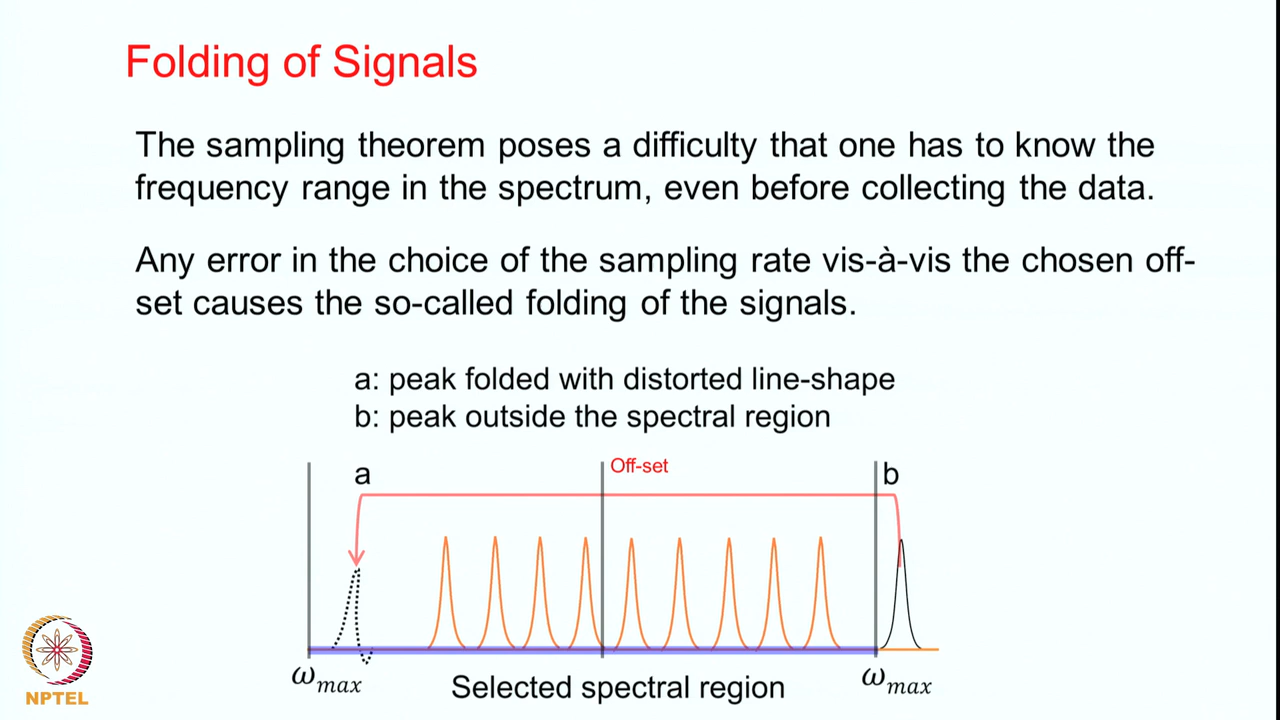 Folding of Signals
The sampling theorem poses a difficulty that one has to know the
frequency range in the spectrum, even before collecting the data.
Any error in the choice of the sampling rate vis-à-vis the chosen off-
set causes the so-called folding of the signals.
a: peak folded with distorted line-shape
b: peak outside the spectral region
a
Off-set
b
ω_max
Selected spectral region
ω_max
NPTEL